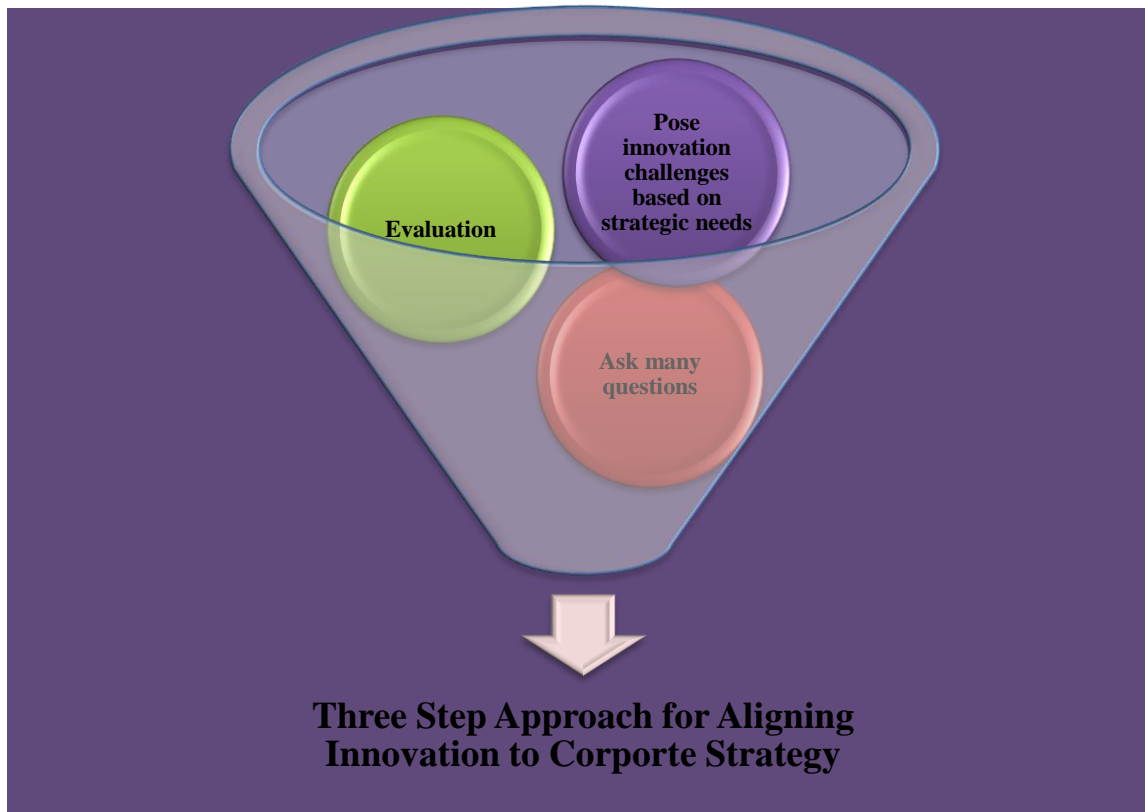 Pose
innovation
challenges
based on
strategic needs
Evaluation
Ask many
questions
Three Step Approach for Aligning
Innovation to Corporte Strategy